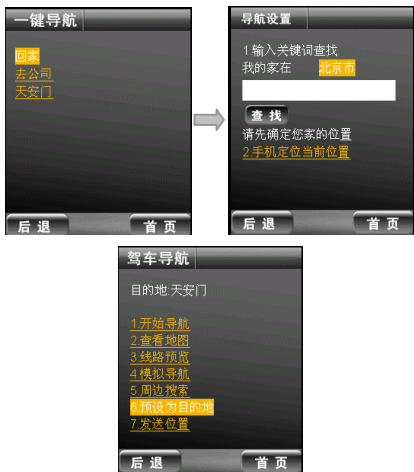 一键导航
回家
去公司
天安门
后退 首页
导航设置
1.输入关键词查找
我的家在 北京市
查找
请先确定您家的位置
2.手机定位当前位置
后退 首页
驾车导航
目的地:天安门
1.开始导航
2.查看地图
3.线路预览
4.模拟导航
5.周边搜索
6.预设为目的地
7.发送位置
后退 首页